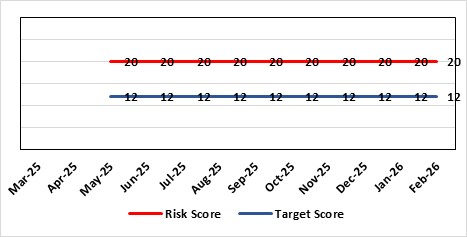 20 20 20 20 20 20 20 20 20 20
12 12 12 12 12 12 12 12 12 12
Mar-25 Apr-25 May-25 Jun-25 Jul-25 Aug-25 Sep-25 Oct-25 Nov-25 Dec-25 Jan-26 Feb-26
Risk Score Target Score